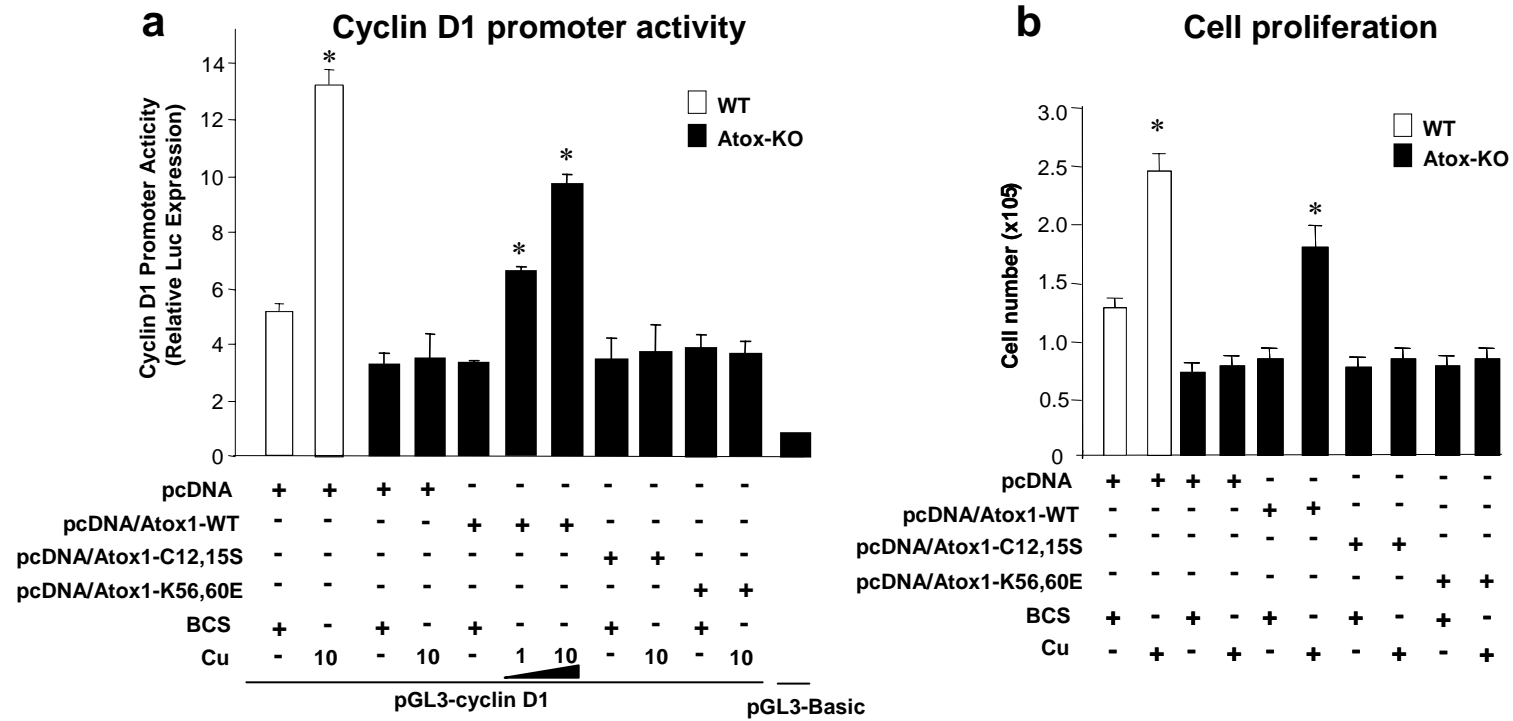 a Cyclin D1 promoter activity
Cyclin D1 Promoter Acticity
(Relative Luc Expression)
14
12
10
8
6
4
2
0
*
*
*
WT
Atox-KO
pcDNA + + + + - - - - - - -
pcDNA/Atox1-WT - - - - + + + - - - -
pcDNA/Atox1-C12,15S - - - - - - - + + - -
pcDNA/Atox1-K56,60E - - - - - - - - - + +
BCS + - + - + - - + - + -
Cu - 10 - 10 - 1 10 - 10 - 10
pGL3-cyclin D1
pGL3-Basic
b Cell proliferation
Cell number (x105)
3.0
2.5
2.0
1.5
1.0
0.5
0
*
*
WT
Atox-KO
pcDNA + + + + - - - - - -
pcDNA/Atox1-WT - - - - + + - - - -
pcDNA/Atox1-C12,15S - - - - - - + + - -
pcDNA/Atox1-K56,60E - - - - - - - - + +
BCS + - + - + - + - + -
Cu - + - + - + - + - +